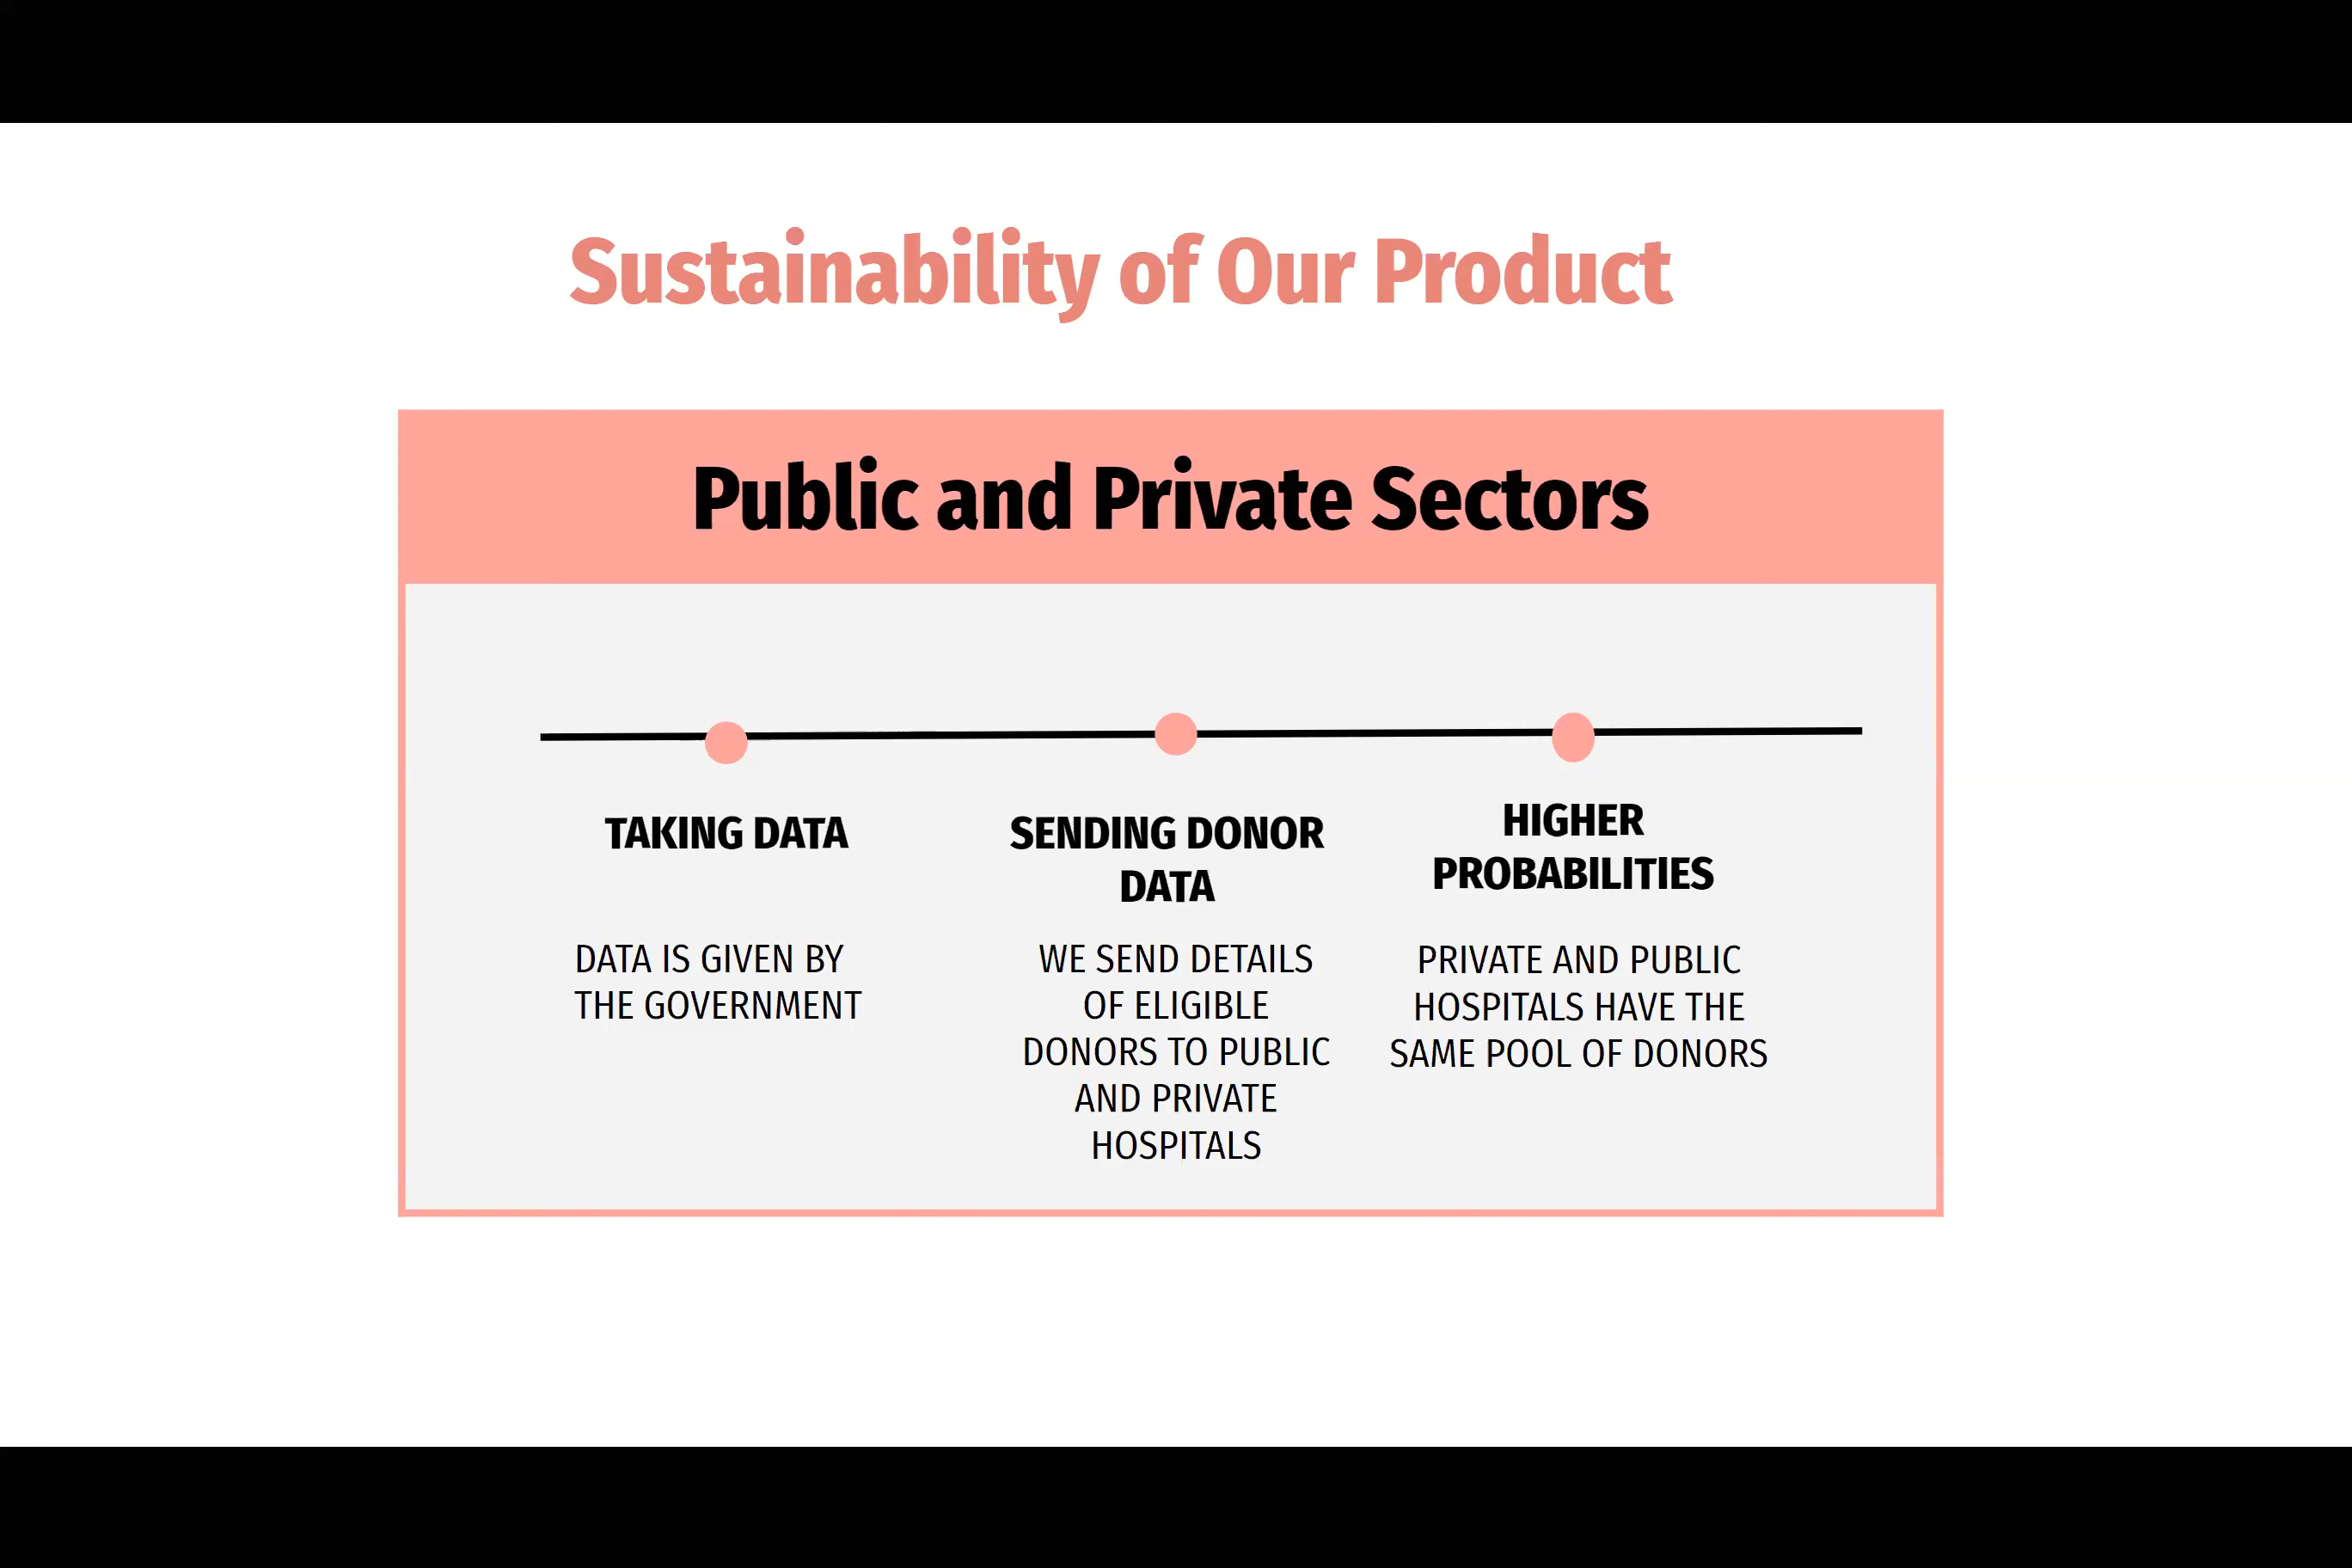 Sustainability of Our Product
Public and Private Sectors
TAKING DATA
DATA IS GIVEN BY
THE GOVERNMENT
SENDING DONOR
DATA
WE SEND DETAILS
OF ELIGIBLE
DONORS TO PUBLIC
AND PRIVATE
HOSPITALS
HIGHER
PROBABILITIES
PRIVATE AND PUBLIC
HOSPITALS HAVE THE
SAME POOL OF DONORS